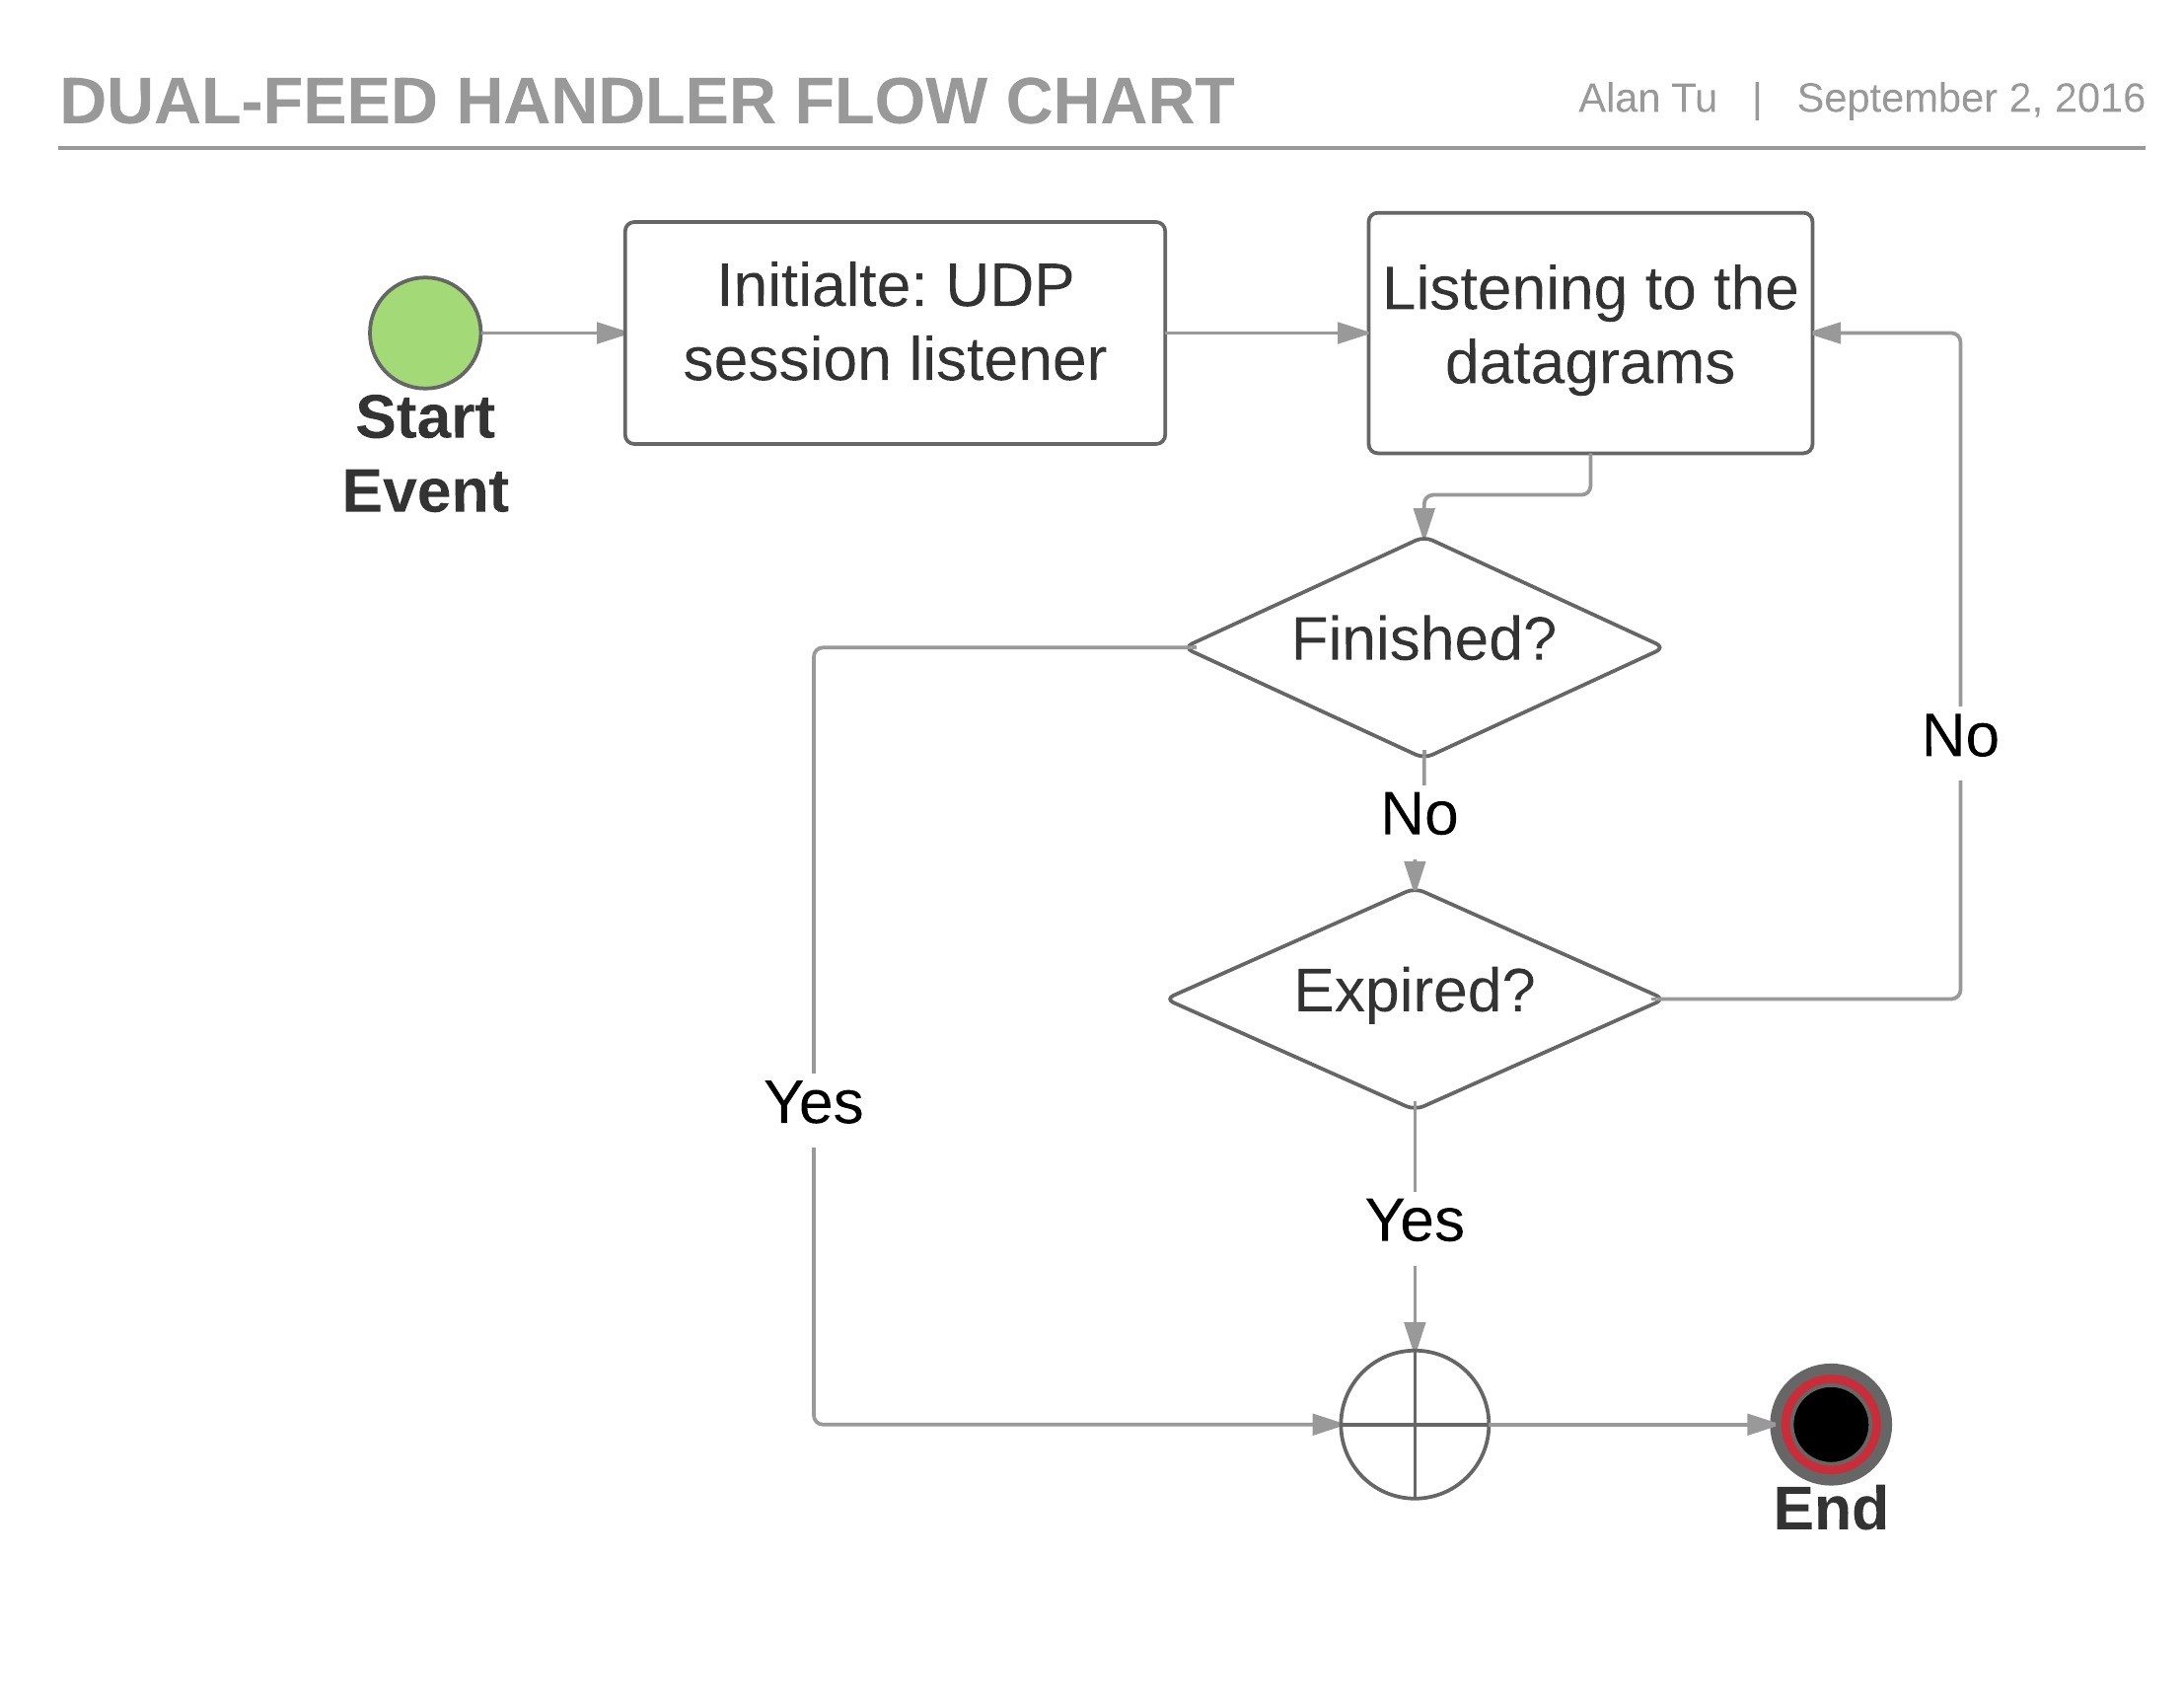 DUAL-FEED HANDLER FLOW CHART
Alan Tu | September 2, 2016
Initialte: UDP
session listener
Listening to the
datagrams
Start
Event
Finished?
No
No
Expired?
Yes
Yes
End